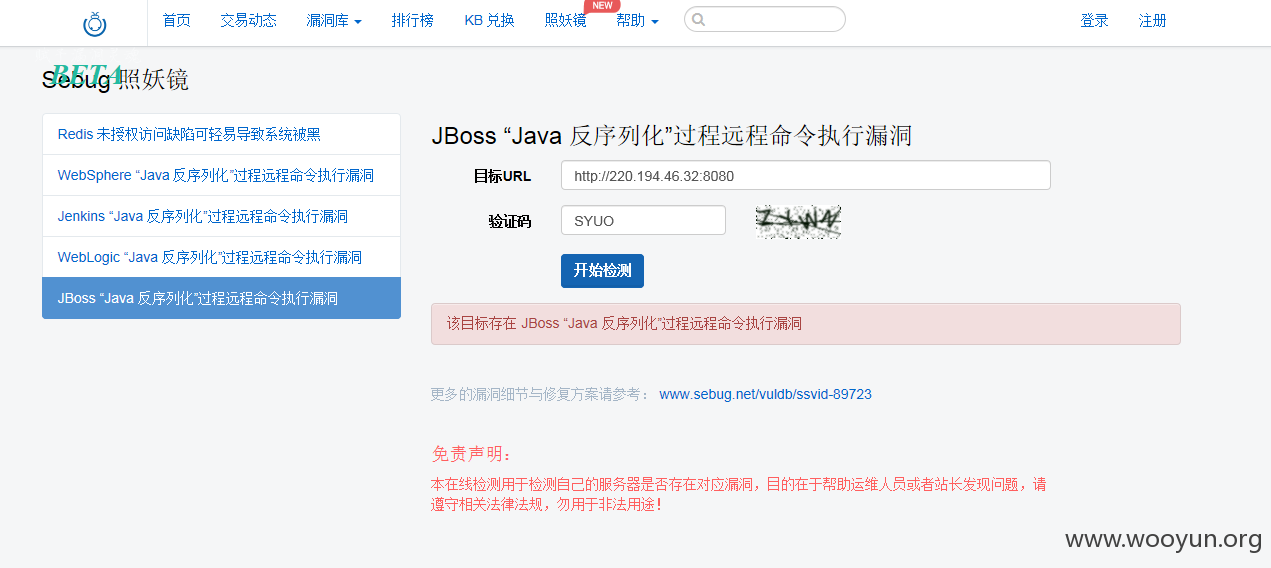 首页 交易动态 漏洞库 排行榜 KB 兑换 照妖镜 NEW 帮助 登录 注册
BETA
Sebug 照妖镜
Redis 未授权访问缺陷可轻易导致系统被黑
WebSphere “Java 反序列化”过程远程命令执行漏洞
Jenkins “Java 反序列化”过程远程命令执行漏洞
WebLogic “Java 反序列化”过程远程命令执行漏洞
JBoss “Java 反序列化”过程远程命令执行漏洞
JBoss “Java 反序列化”过程远程命令执行漏洞
目标URL http://220.194.46.32:8080
验证码 SYUO
开始检测
该目标存在 JBoss “Java 反序列化”过程远程命令执行漏洞
更多的漏洞细节与修复方案请参考： www.sebug.net/vuldb/ssvid-89723
免责声明：
本在线检测用于检测自己的服务器是否存在对应漏洞，目的在于帮助运维人员或者站长发现问题，请
遵守相关法律法规，勿用于非法用途！
www.wooyun.org